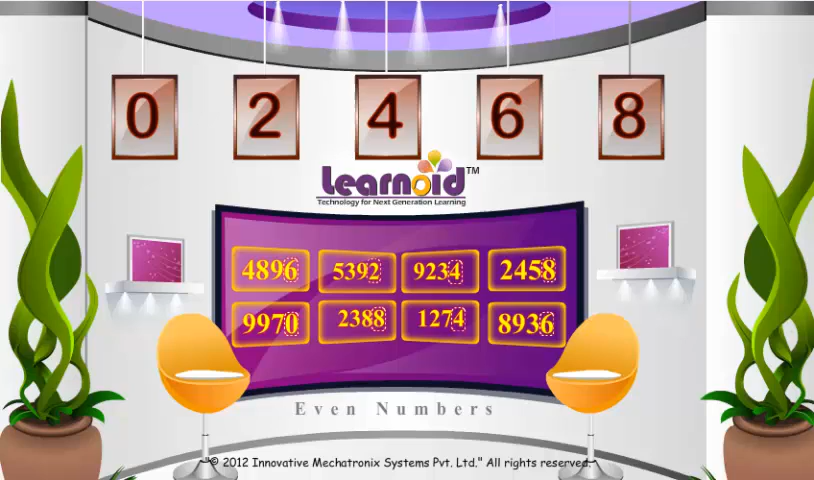 0 2 4 6 8
Learnoid™
Technology for Next Generation Learning
4896 5392 9234 2458
9970 2388 1274 8936
Even Numbers
"© 2012 Innovative Mechatronix Systems Pvt. Ltd." All rights reserved.